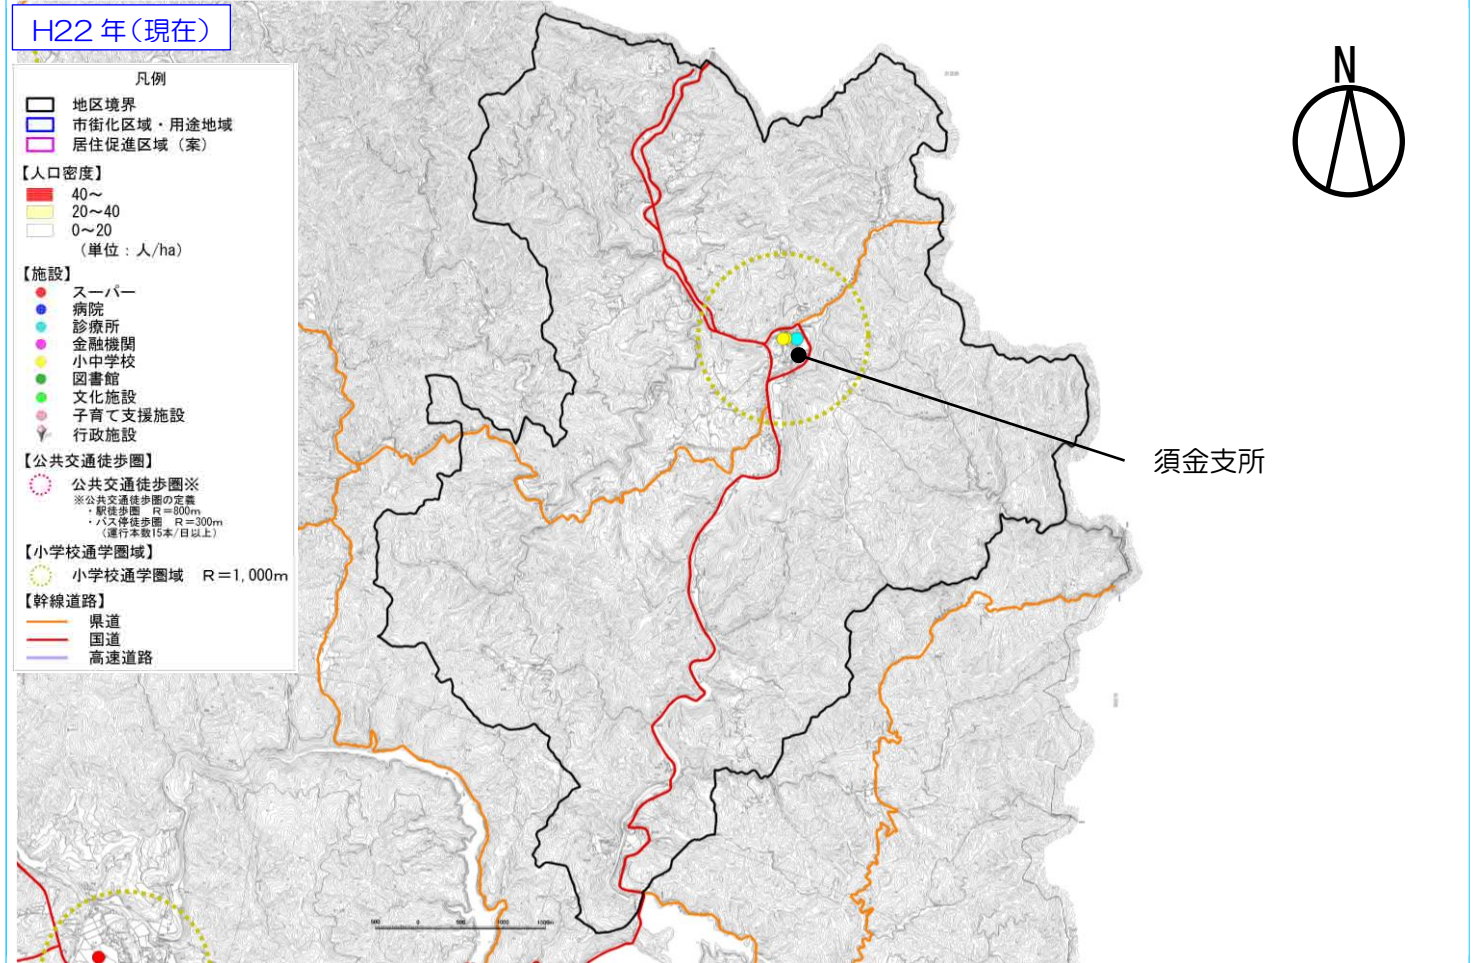 H22 年(現在)
凡例
地区境界
市街化区域・用途地域
居住促進区域（案）
【人口密度】
40～
20～40
0～20
（単位：人/ha）
【施設】
スーパー
病院
診療所
金融機関
小中学校
図書館
文化施設
子育て支援施設
行政施設
【公共交通徒歩圏】
公共交通徒歩圏※
※公共交通徒歩圏の定義
・駅徒歩圏　R＝800m
・バス停徒歩圏　R＝300m
（運行本数15本/日以上）
【小学校通学圏域】
小学校通学圏域　R＝1,000m
【幹線道路】
県道
国道
高速道路
N
須金支所
500 0 500 1000 1500m